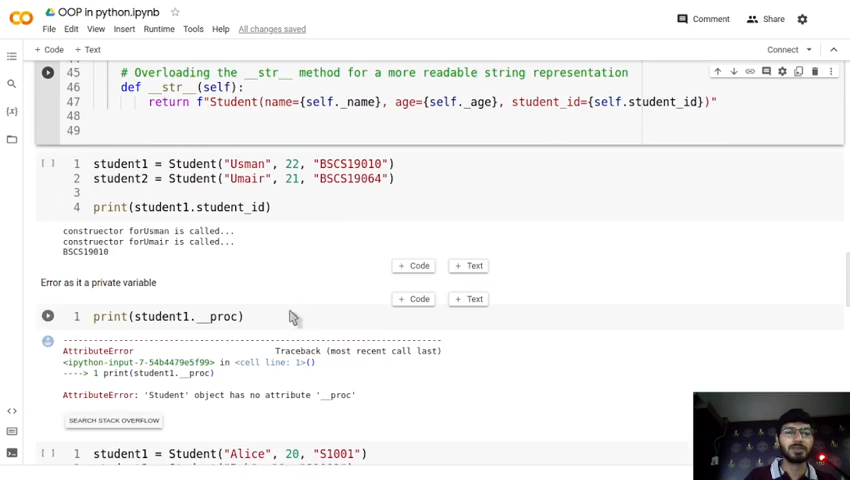 OOP in python.ipynb
Comment
Share
File Edit View Insert Runtime Tools Help All changes saved
+ Code + Text
Connect
45 # Overloading the __str__ method for a more readable string representation
46 def __str__(self):
47 return f"Student(name={self._name}, age={self._age}, student_id={self.student_id})"
48
49
[ ] 1 student1 = Student("Usman", 22, "BSCS19010")
2 student2 = Student("Umair", 21, "BSCS19064")
3
4 print(student1.student_id)
constructor forUsman is called...
constructor forUmair is called...
BSCS19010
+ Code + Text
Error as it a private variable
+ Code + Text
1 print(student1.__proc)
---------------------------------------------------------------------------
AttributeError Traceback (most recent call last)
<ipython-input-7-54b4479e5f99> in <cell line: 1>()
----> 1 print(student1.__proc)
AttributeError: 'Student' object has no attribute '__proc'
SEARCH STACK OVERFLOW
[ ] 1 student1 = Student("Alice", 20, "S1001")